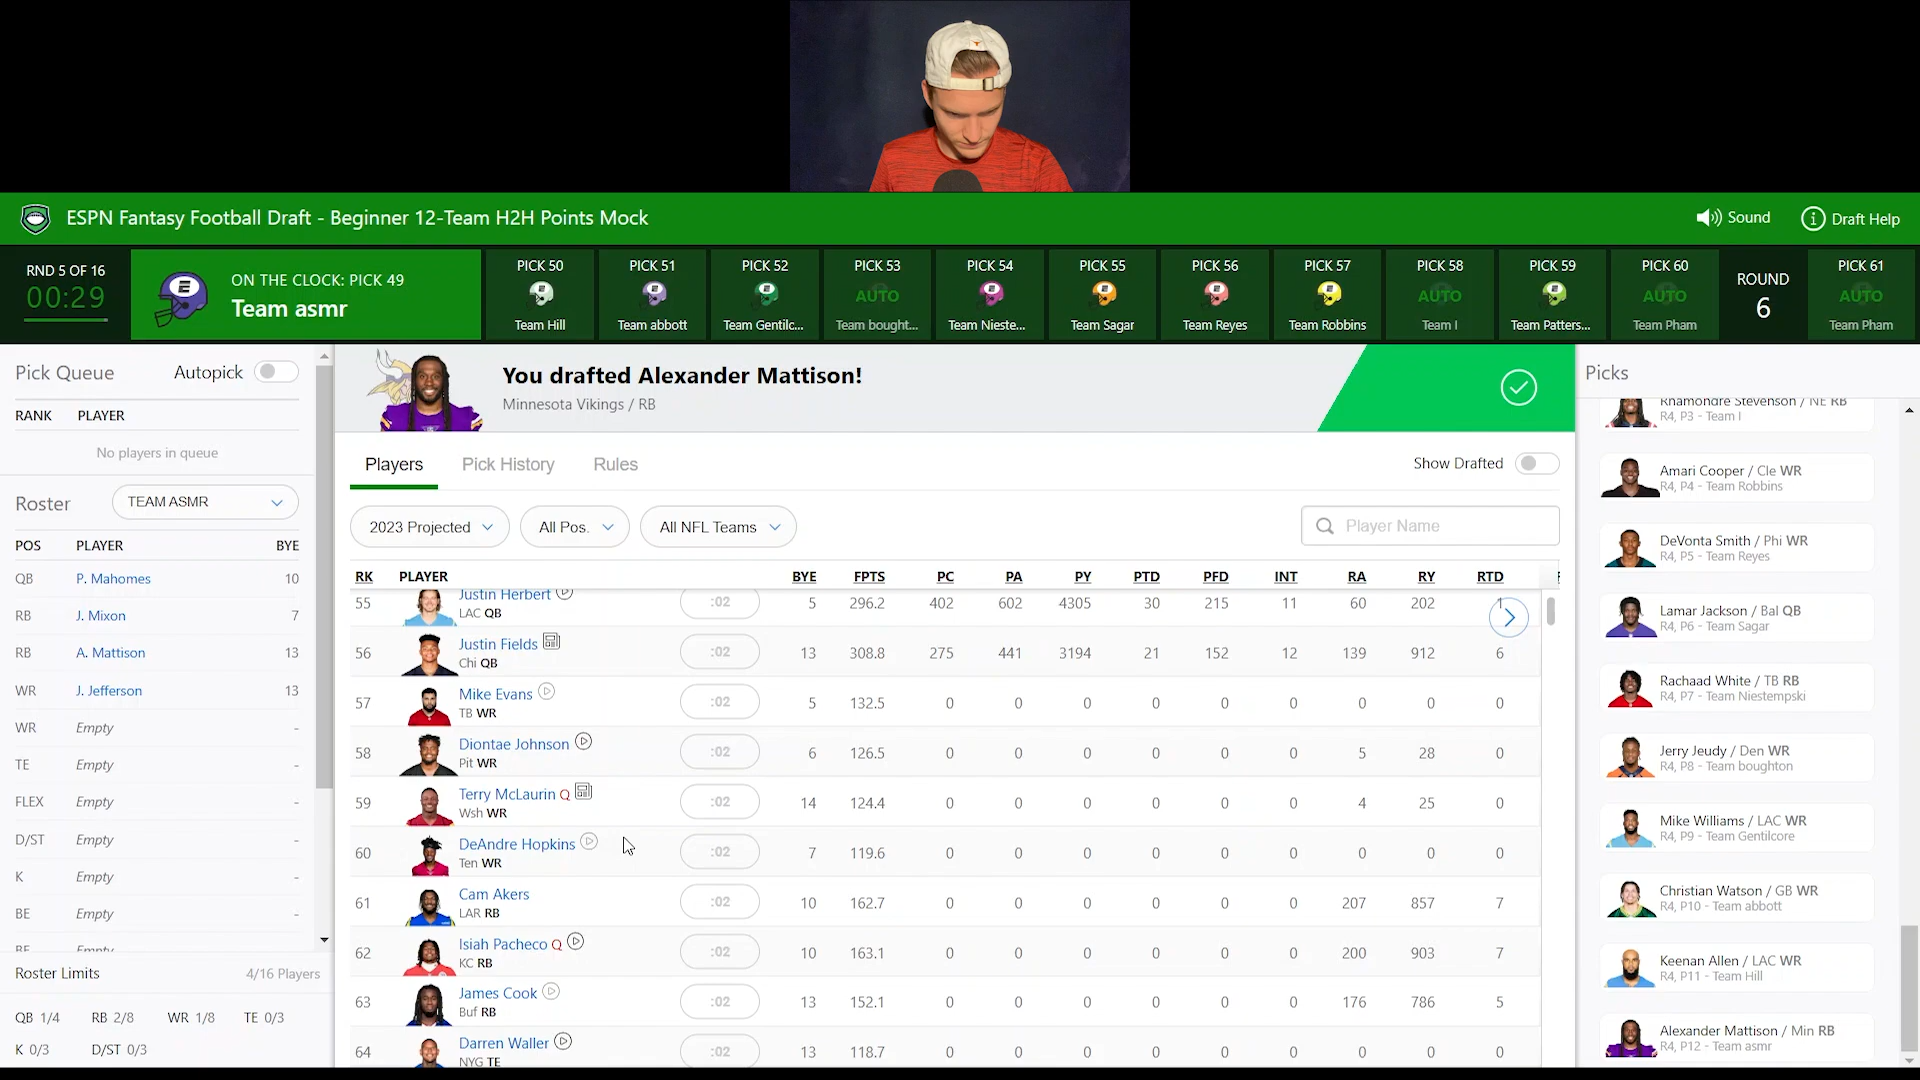 ESPN Fantasy Football Draft - Beginner 12-Team H2H Points Mock
Sound
Draft Help
RND 5 OF 16
00:29
ON THE CLOCK: PICK 49
Team asmr
PICK 50
Team Hill
PICK 51
Team abbott
PICK 52
Team Gentilc...
PICK 53
AUTO
Team bought...
PICK 54
Team Nieste...
PICK 55
Team Sagar
PICK 56
Team Reyes
PICK 57
Team Robbins
PICK 58
AUTO
Team I
PICK 59
Team Patters...
PICK 60
AUTO
Team Pham
ROUND
6
PICK 61
AUTO
Team Pham
Pick Queue
Autopick
RANK PLAYER
No players in queue
Roster
TEAM ASMR
POS PLAYER BYE
QB P. Mahomes 10
RB J. Mixon 7
RB A. Mattison 13
WR J. Jefferson 13
WR Empty -
TE Empty -
FLEX Empty -
D/ST Empty -
K Empty -
BE Empty -
BE Empty
Roster Limits 4/16 Players
QB 1/4 RB 2/8 WR 1/8 TE 0/3
K 0/3 D/ST 0/3
You drafted Alexander Mattison!
Minnesota Vikings / RB
Players Pick History Rules
Show Drafted
2023 Projected
All Pos.
All NFL Teams
Player Name
RK PLAYER BYE FPTS PC PA PY PTD PFD INT RA RY RTD
55 Justin Herbert :02 5 296.2 402 602 4305 30 215 11 60 202 1
LAC QB
56 Justin Fields :02 13 308.8 275 441 3194 21 152 12 139 912 6
Chi QB
57 Mike Evans :02 5 132.5 0 0 0 0 0 0 0 0 0
TB WR
58 Diontae Johnson :02 6 126.5 0 0 0 0 0 0 5 28 0
Pit WR
59 Terry McLaurin Q :02 14 124.4 0 0 0 0 0 0 4 25 0
Wsh WR
60 DeAndre Hopkins :02 7 119.6 0 0 0 0 0 0 0 0 0
Ten WR
61 Cam Akers :02 10 162.7 0 0 0 0 0 0 207 857 7
LAR RB
62 Isiah Pacheco Q :02 10 163.1 0 0 0 0 0 0 200 903 7
KC RB
63 James Cook :02 13 152.1 0 0 0 0 0 0 176 786 5
Buf RB
64 Darren Waller :02 13 118.7 0 0 0 0 0 0 0 0 0
NYG TE
Picks
Rhamondre Stevenson / NE RB
R4, P3 - Team I
Amari Cooper / Cle WR
R4, P4 - Team Robbins
DeVonta Smith / Phi WR
R4, P5 - Team Reyes
Lamar Jackson / Bal QB
R4, P6 - Team Sagar
Rachaad White / TB RB
R4, P7 - Team Niestempski
Jerry Jeudy / Den WR
R4, P8 - Team boughton
Mike Williams / LAC WR
R4, P9 - Team Gentilcore
Christian Watson / GB WR
R4, P10 - Team abbott
Keenan Allen / LAC WR
R4, P11 - Team Hill
Alexander Mattison / Min RB
R4, P12 - Team asmr